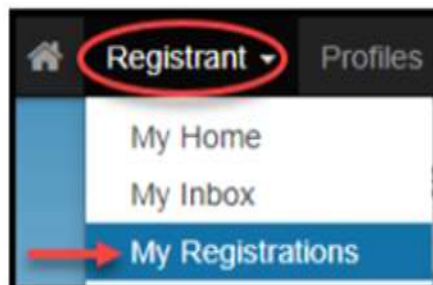 Registrant Profiles
My Home
My Inbox
My Registrations